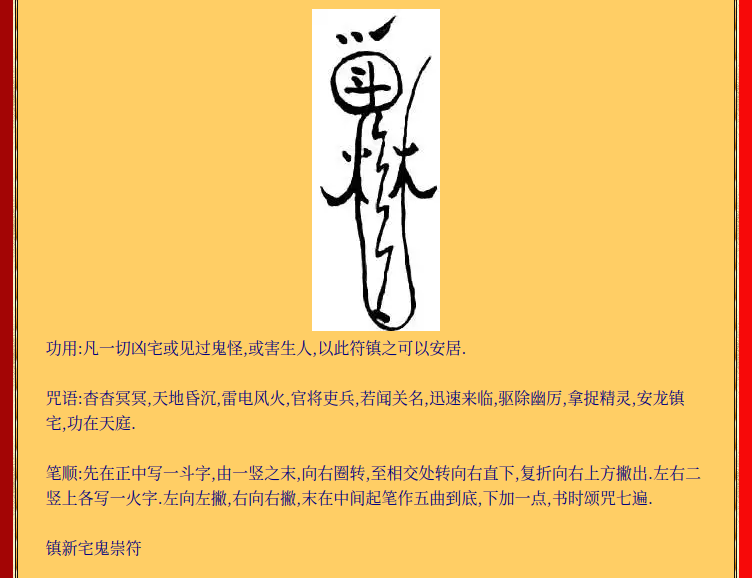 斗
功用:凡一切凶宅或见过鬼怪,或害生人,以此符镇之可以安居.
咒语:杳杳冥冥,天地昏沉,雷电风火,官将吏兵,若闻关名,迅速来临,驱除幽厉,拿捉精灵,安龙镇
宅,功在天庭.
笔顺:先在正中写一斗字,由一竖之末,向右圈转,至相交处转向右直下,复折向右上方撇出.左右二
竖上各写一火字.左向左撇,右向右撇,末在中间起笔作五曲到底,下加一点,书时颂咒七遍.
镇新宅鬼崇符